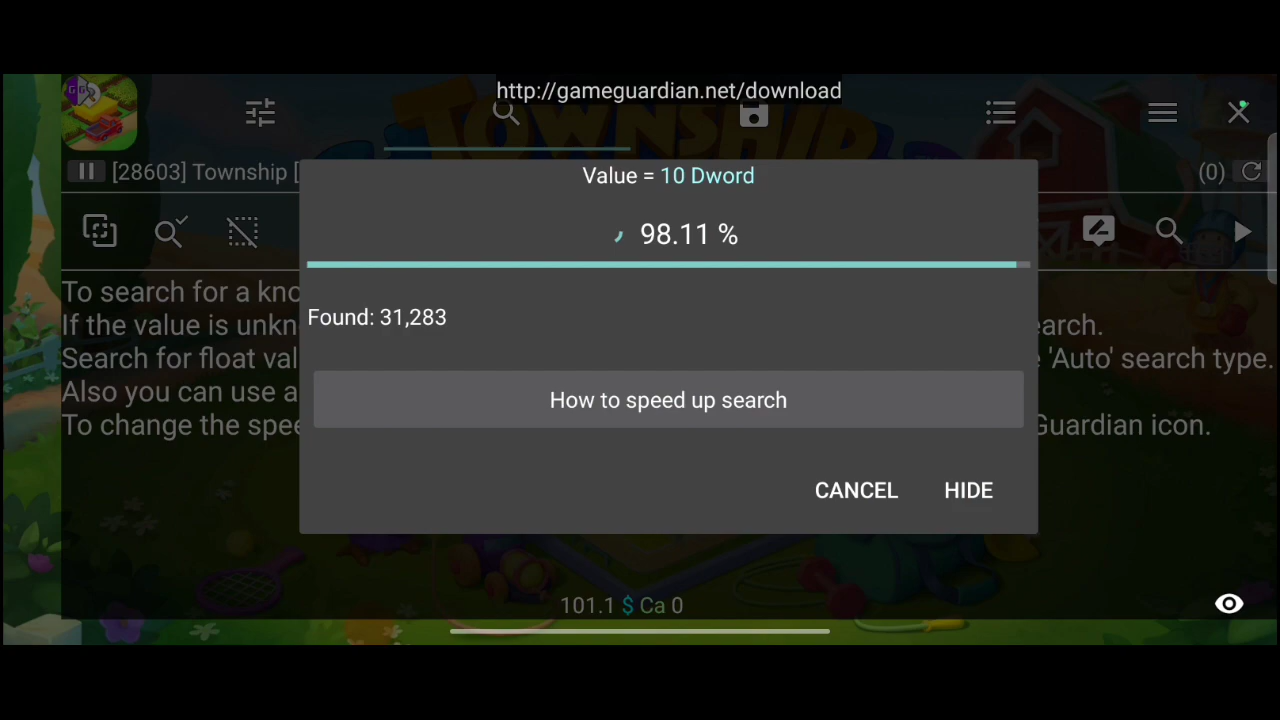 http://gameguardian.net/download
TOWNSHIP
[28603] Township [
(0)
Value = 10 Dword
98.11 %
To search for a kno
If the value is unkn
earch.
Found: 31,283
Search for float val
'Auto' search type.
Also you can use a
How to speed up search
To change the spee
Guardian icon.
CANCEL
HIDE
101.1 $ Ca 0